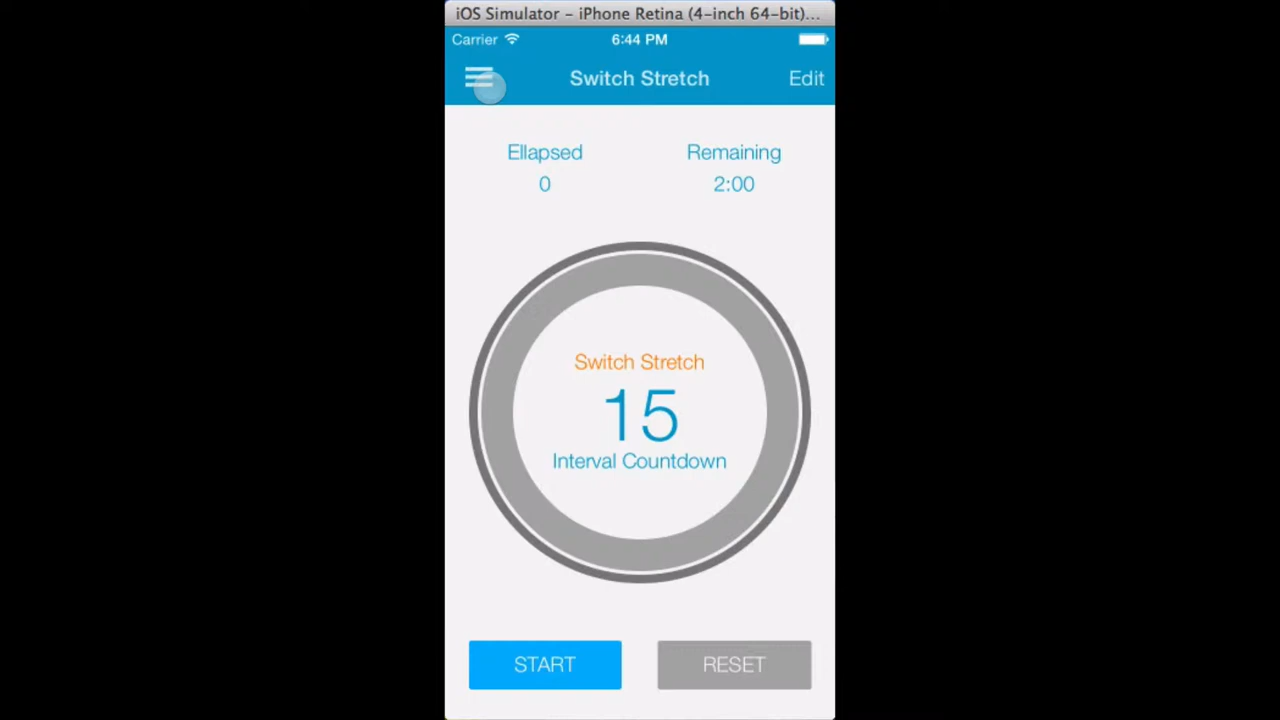 iOS Simulator – iPhone Retina (4-inch 64-bit)...
Carrier 6:44 PM
Switch Stretch Edit
Ellapsed Remaining
0 2:00
Switch Stretch
15
Interval Countdown
START RESET